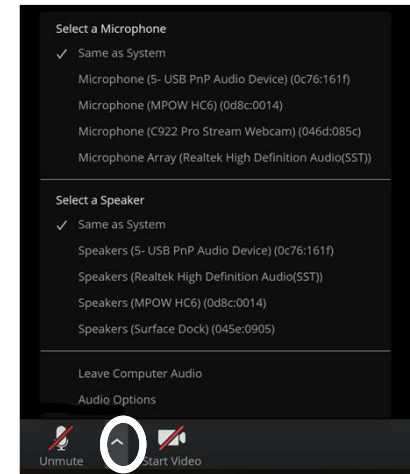 Select a Microphone
✓ Same as System
Microphone (5- USB PnP Audio Device) (0c76:161f)
Microphone (MPOW HC6) (0d8c:0014)
Microphone (C922 Pro Stream Webcam) (046d:085c)
Microphone Array (Realtek High Definition Audio(SST))
Select a Speaker
✓ Same as System
Speakers (5- USB PnP Audio Device) (0c76:161f)
Speakers (Realtek High Definition Audio(SST))
Speakers (MPOW HC6) (0d8c:0014)
Speakers (Surface Dock) (045e:0905)
Leave Computer Audio
Audio Options
Unmute Start Video